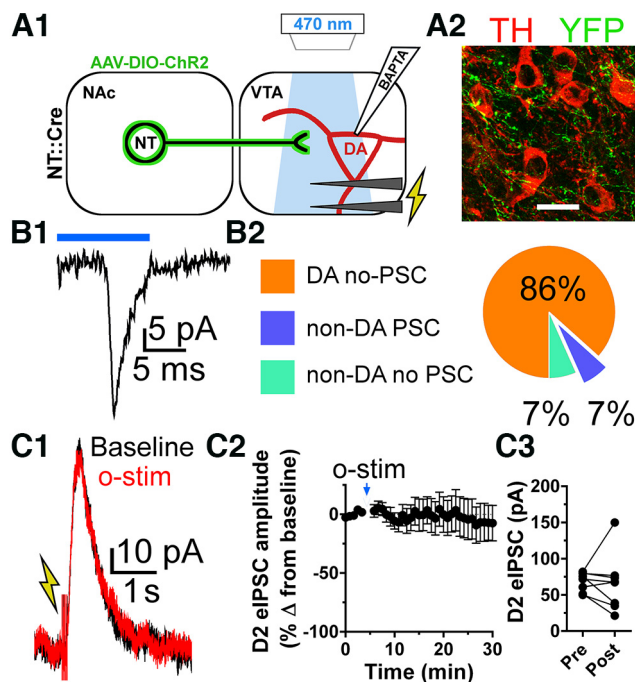 A1
470 nm
AAV-DIO-ChR2
NAc
VTA
BAPTA
NT::Cre
NT
DA
A2
TH YFP
B1
5 pA
5 ms
B2
DA no-PSC
non-DA PSC
non-DA no PSC
86%
7% 7%
C1
Baseline
o-stim
10 pA
1s
C2
o-stim
D2 eIPSC amplitude
(% Δ from baseline)
0
-50
-100
0 10 20 30
Time (min)
C3
D2 eIPSC (pA)
200
150
100
50
0
Pre Post